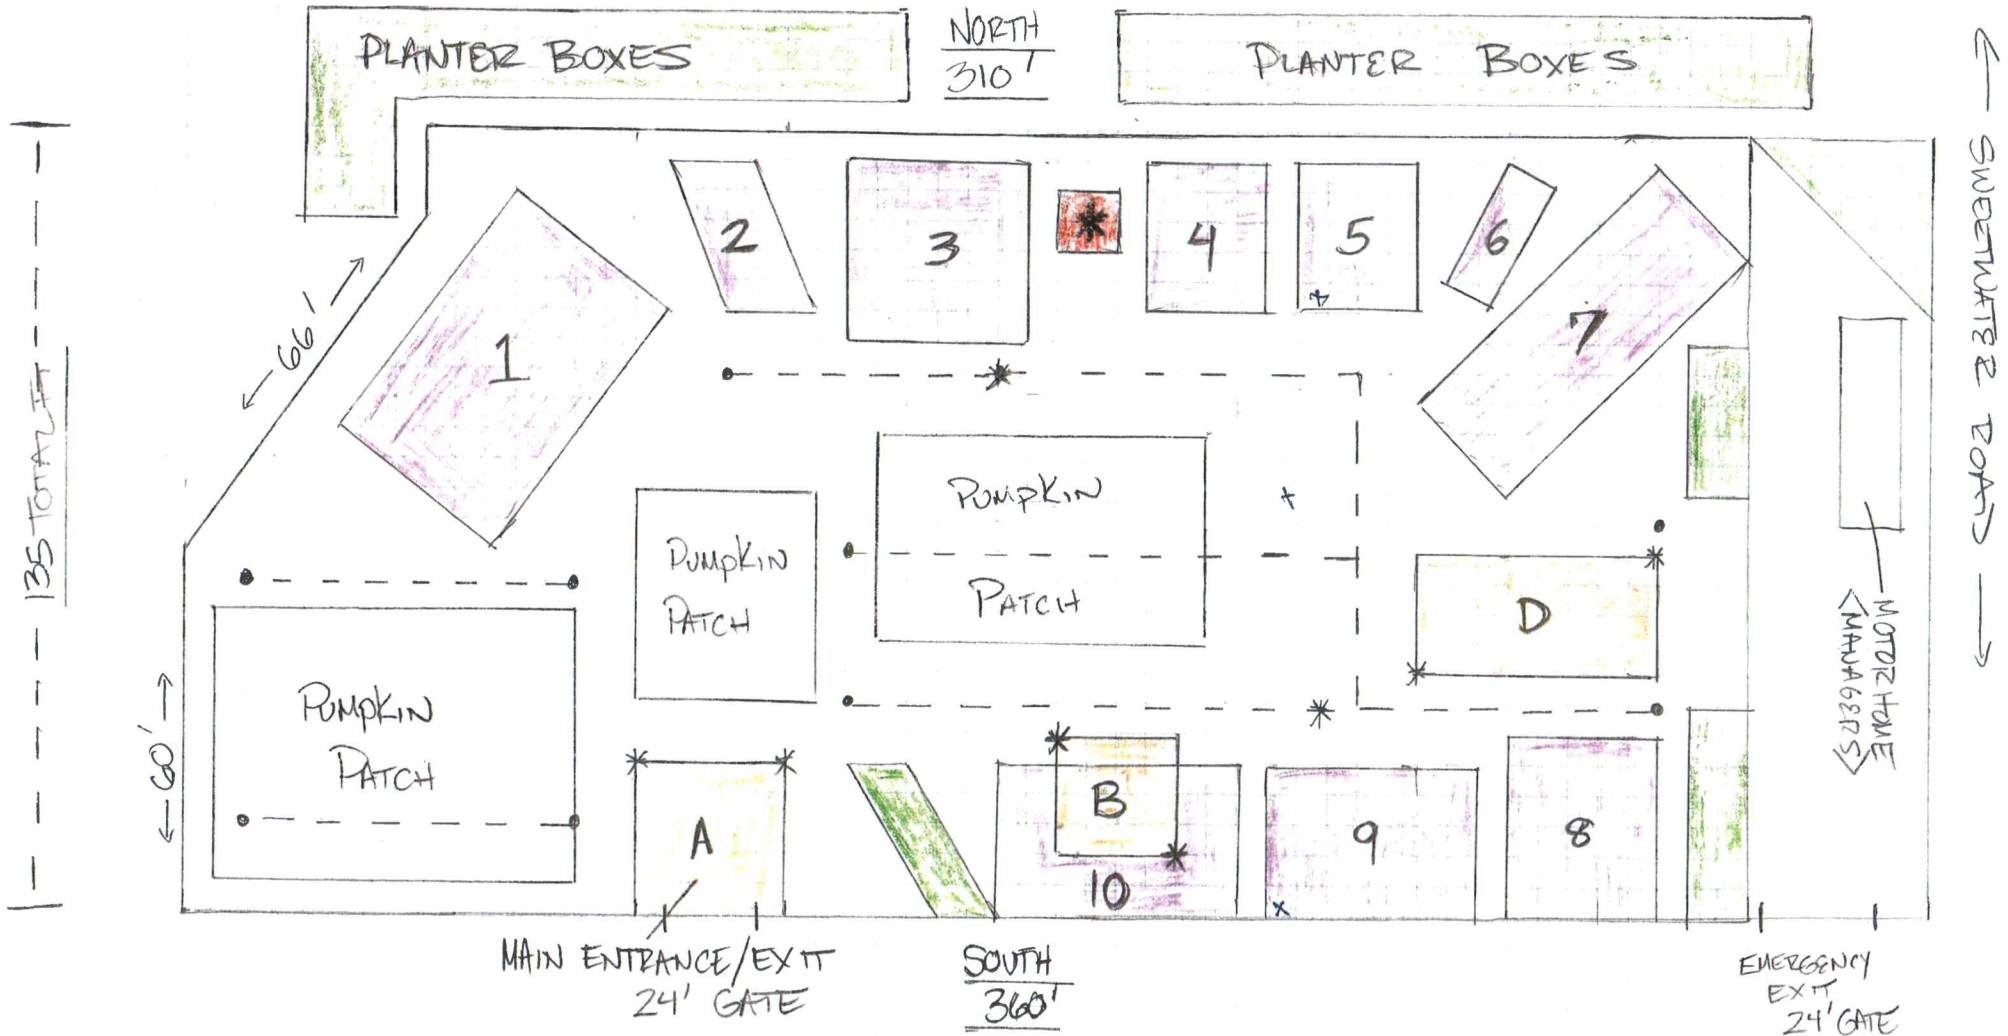 PLANTER BOXES
NORTH
310'
PLANTER BOXES
135 TOTAL FT
66'
1
2
3
4
5
6
7
SWEETWATER ROAD
PUMPKIN
PATCH
PUMPKIN
PATCH
PUMPKIN
PATCH
60'
D
MOTORHOME
<MANAGERS>
A
B
10
9
8
MAIN ENTRANCE/EXIT
24' GATE
SOUTH
360'
EMERGENCY
EXIT
24' GATE